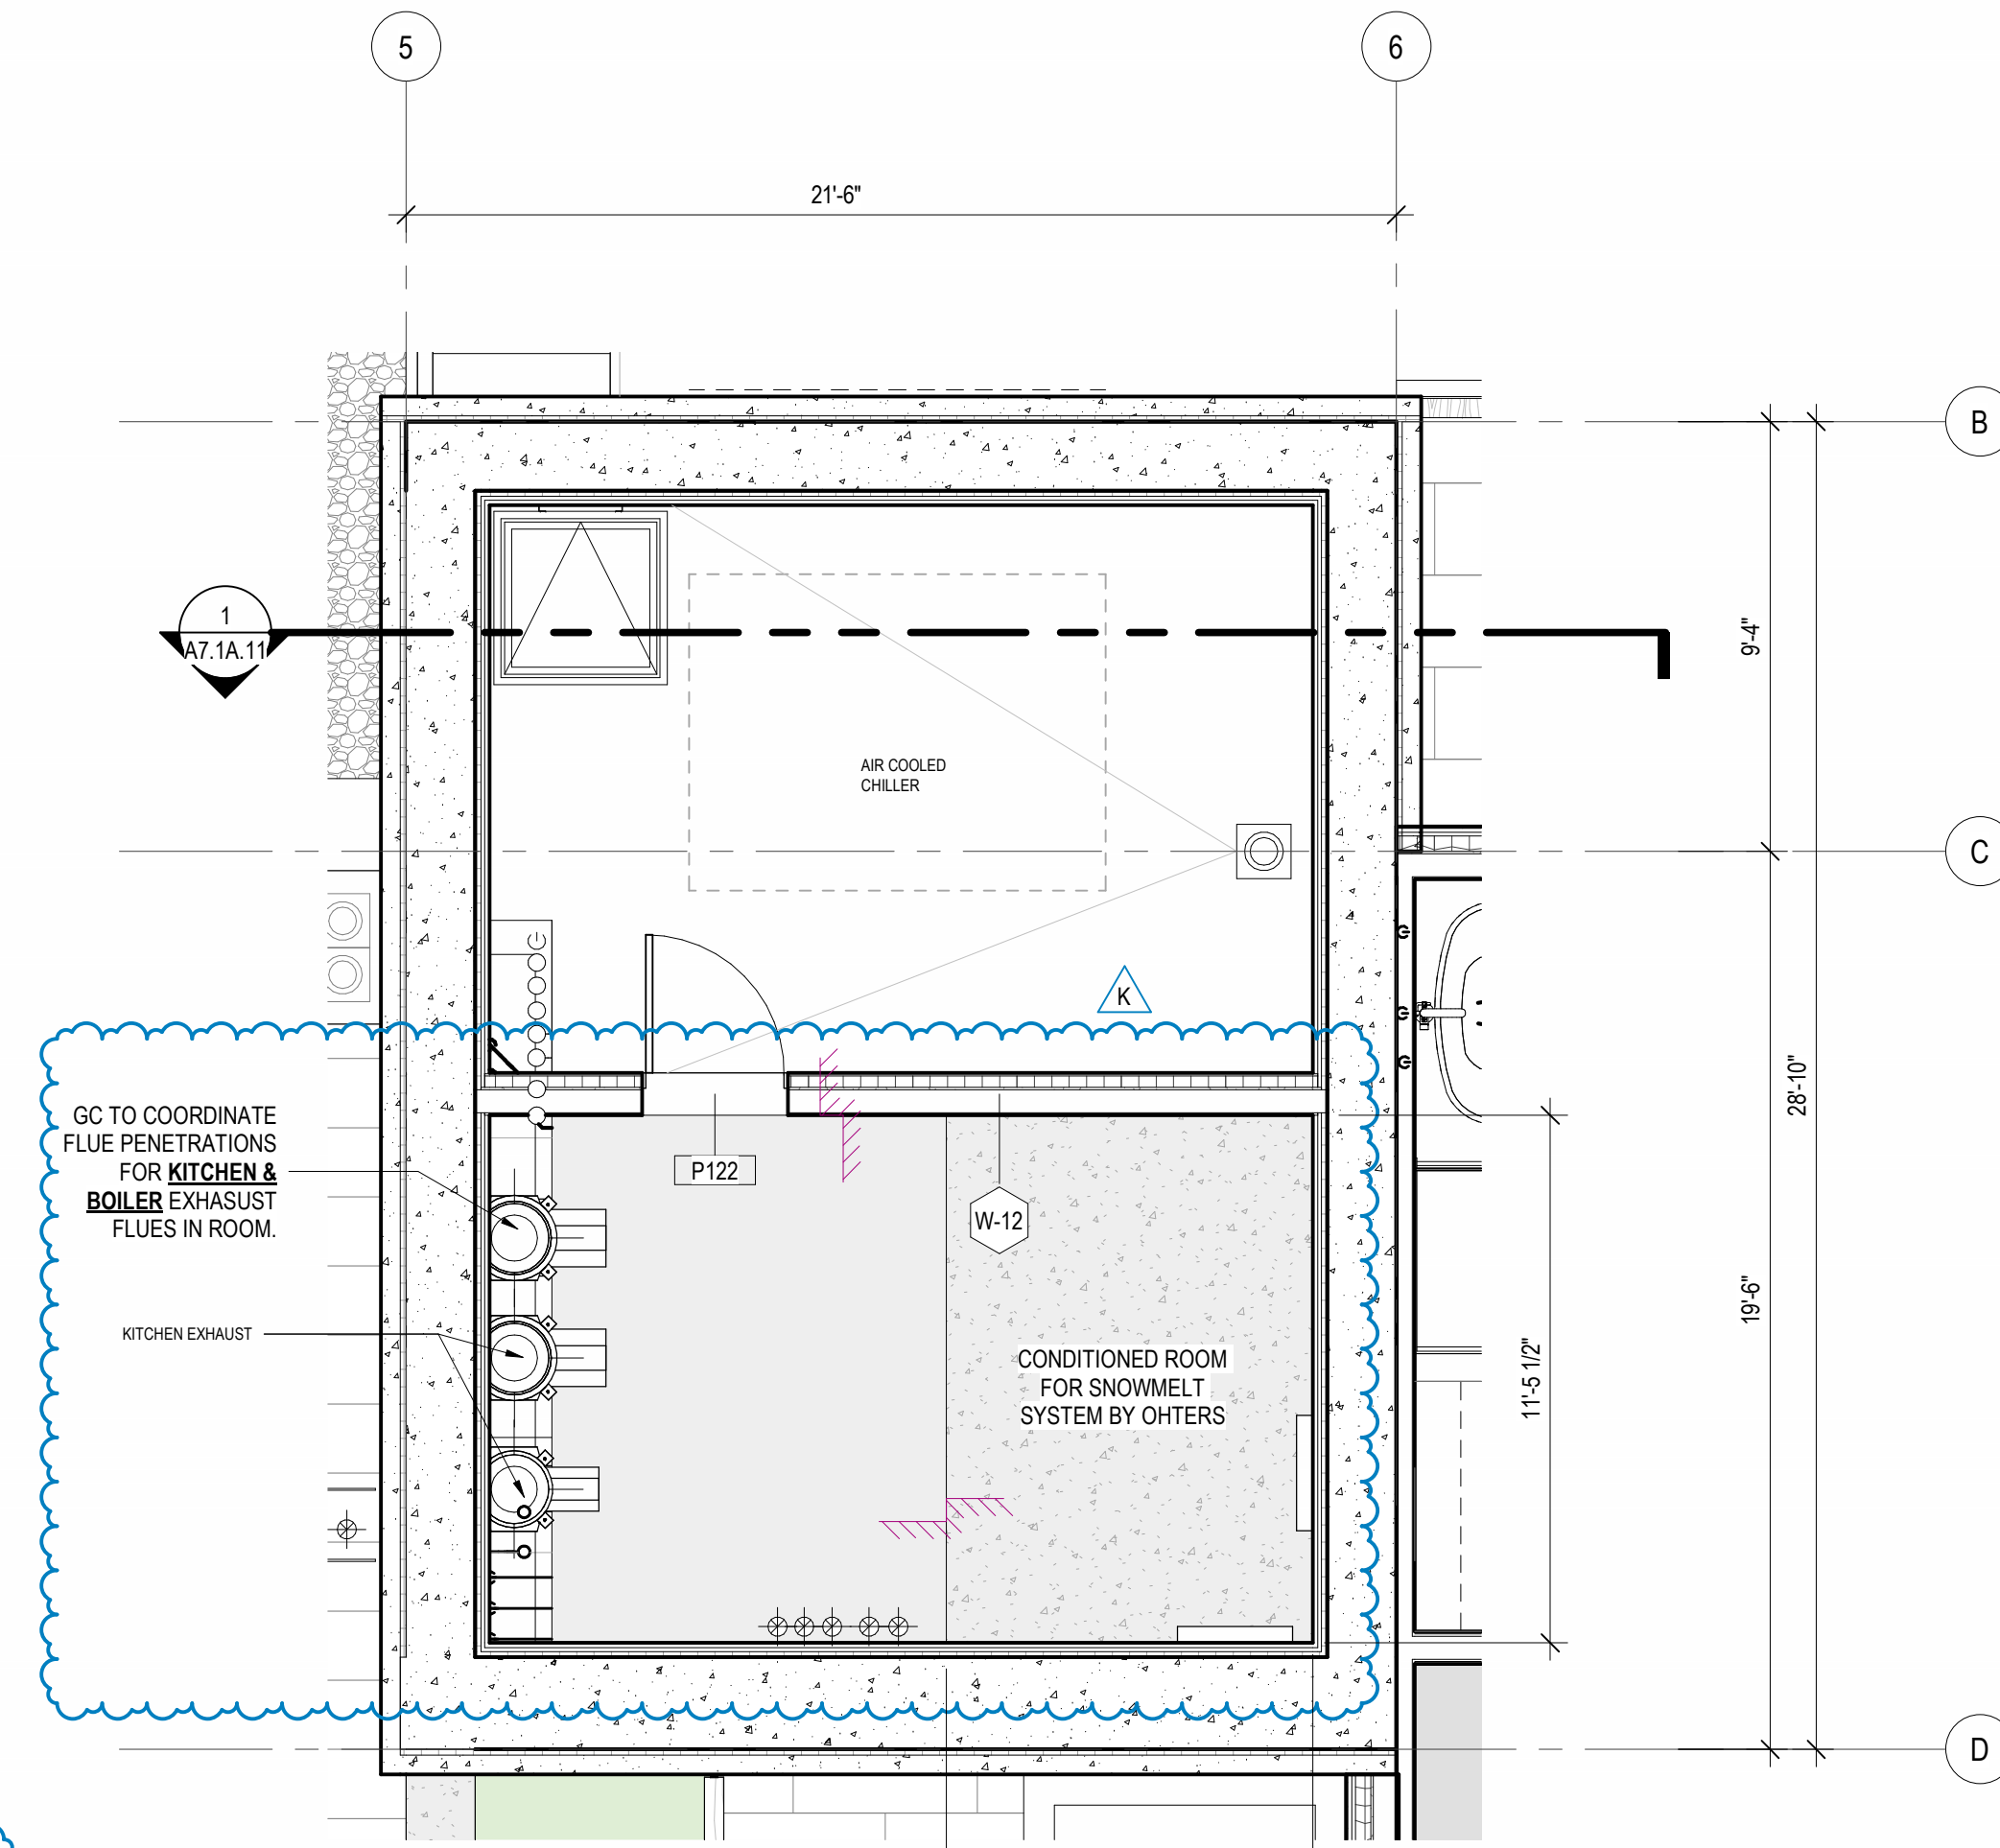 5
6
21'-6"
B
1
A7.1A.11
9'-4"
AIR COOLED
CHILLER
C
K
28'-10"
GC TO COORDINATE
FLUE PENETRATIONS
FOR KITCHEN &
BOILER EXHASUST
FLUES IN ROOM.
P122
W-12
19'-6"
KITCHEN EXHAUST
11'-5 1/2"
CONDITIONED ROOM
FOR SNOWMELT
SYSTEM BY OHTERS
D